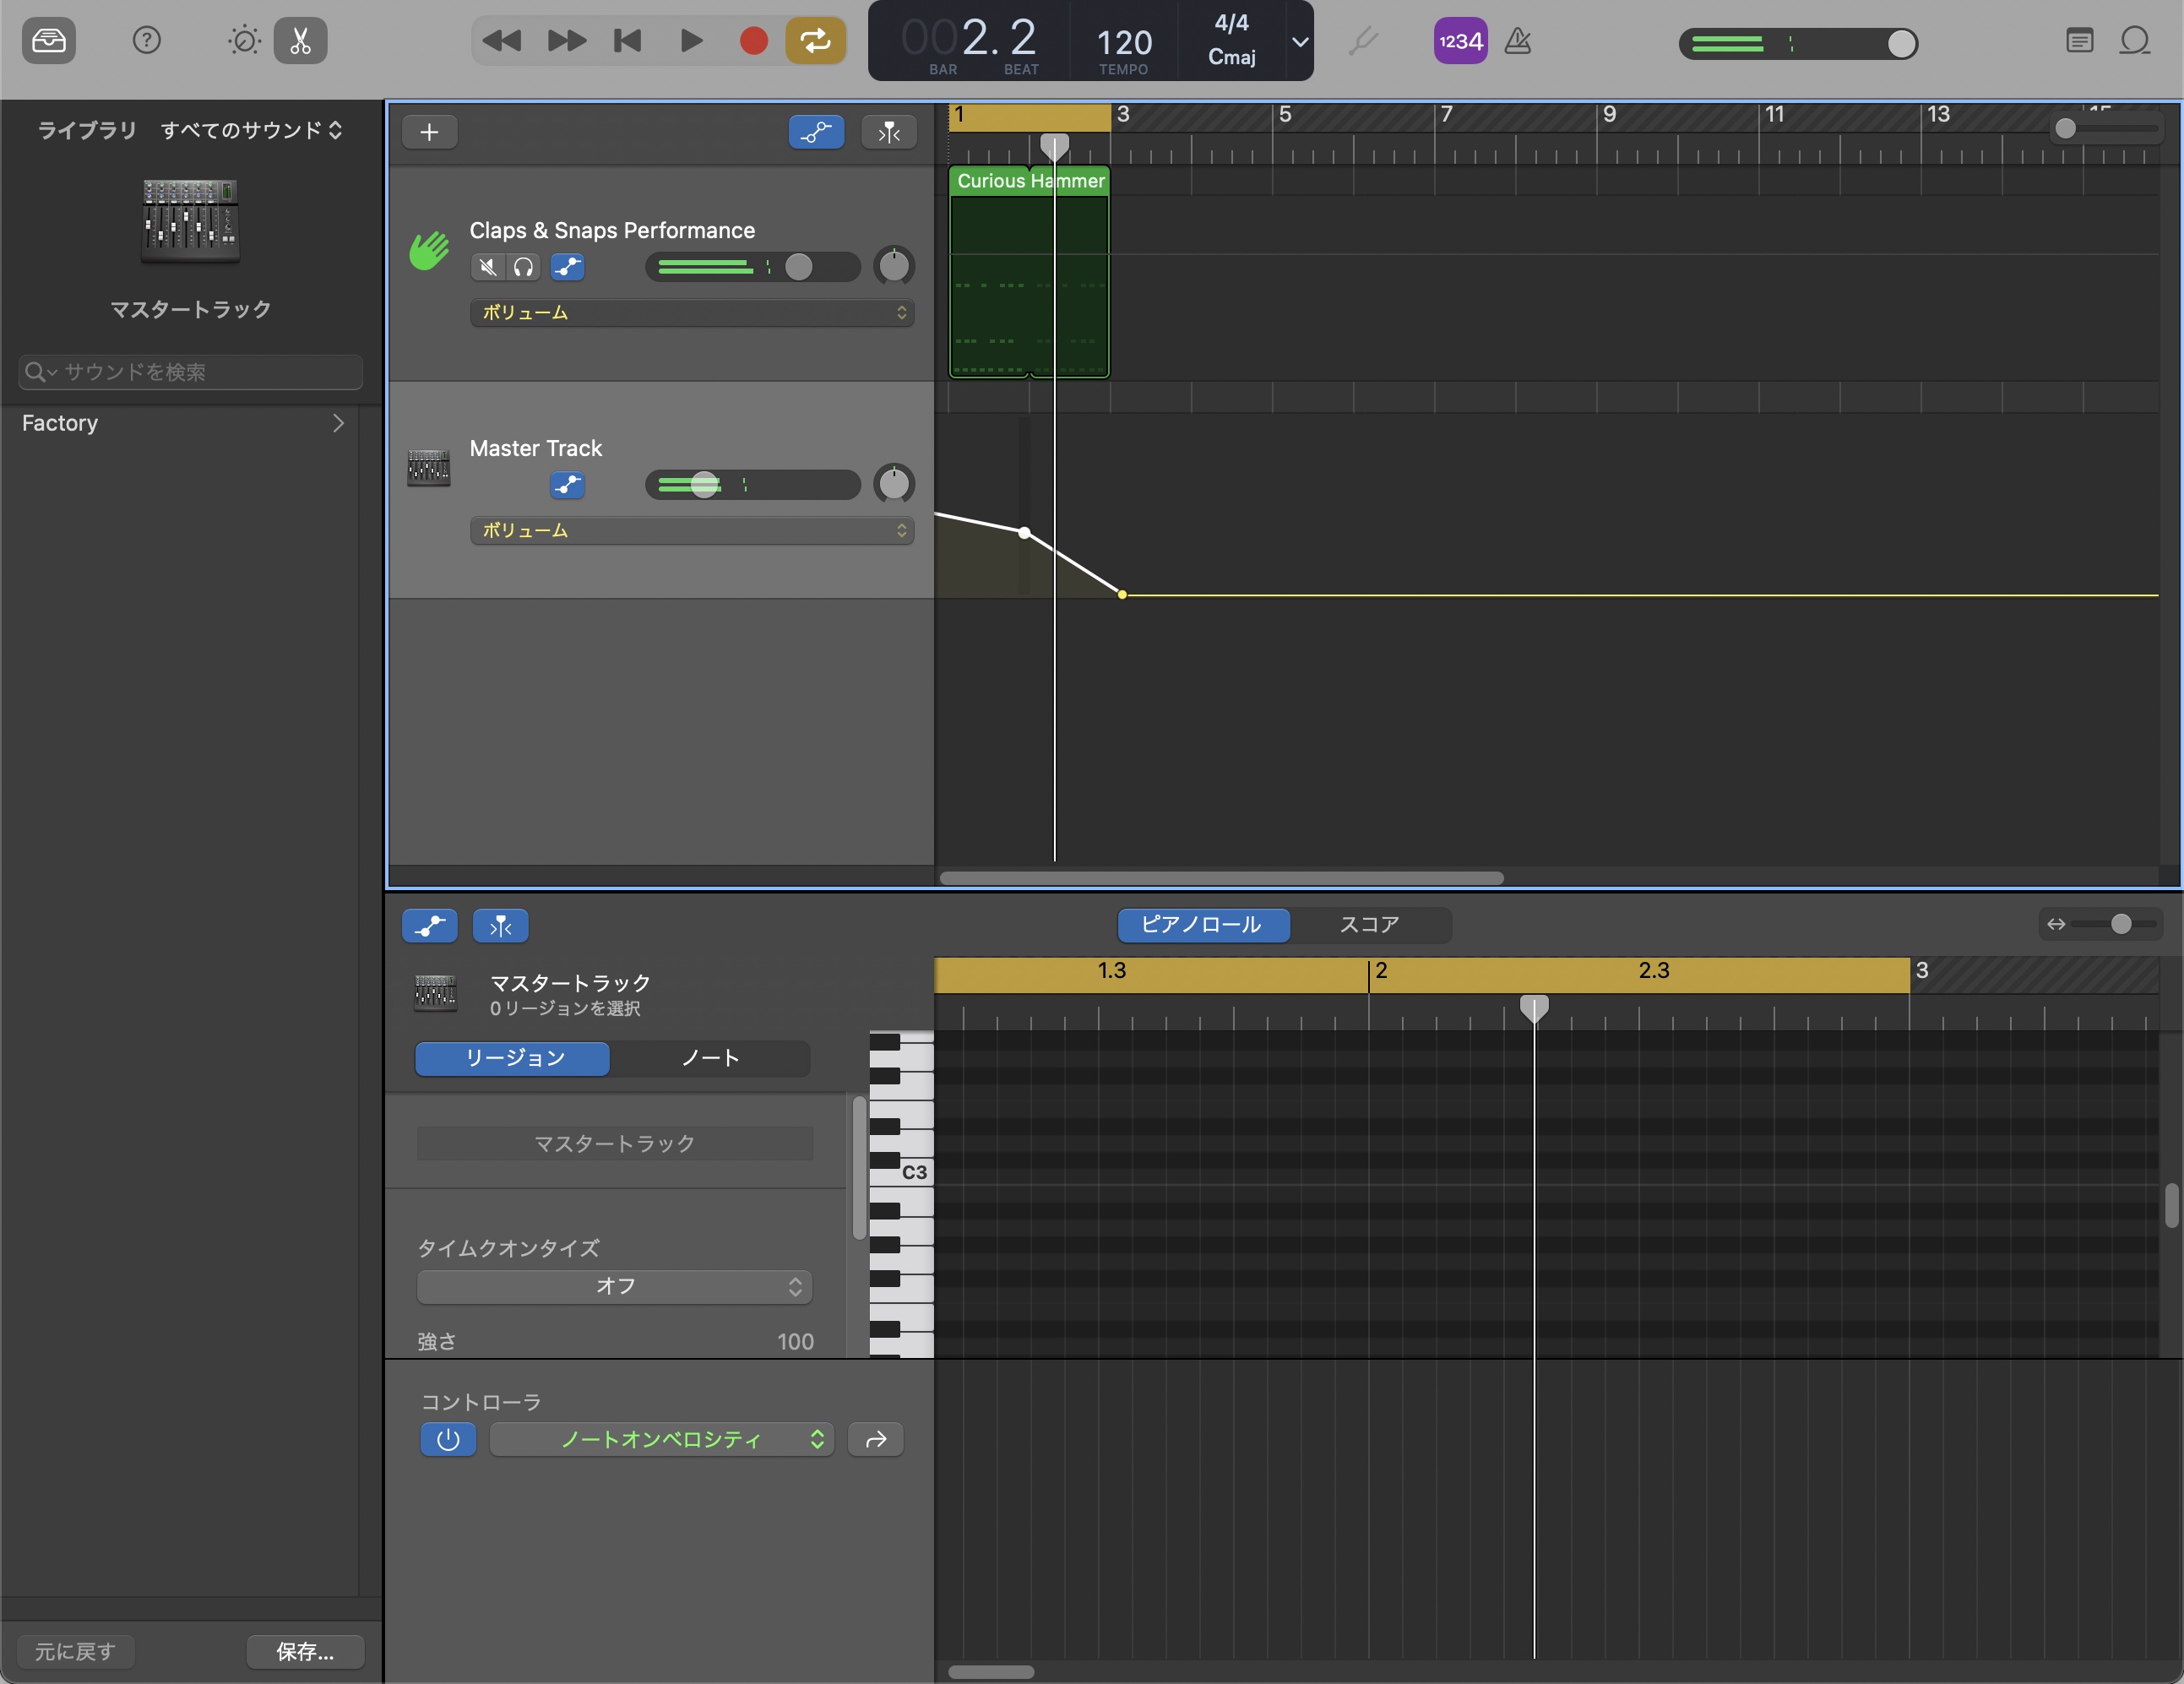 002. 2
BAR
BEAT
120
TEMPO
4/4
Cmaj
1234
ライブラリ
すべてのサウンド
マスタートラック
サウンドを検索
Factory
元に戻す
保存...
1
3
5
7
9
11
13
Curious Hammer
Claps & Snaps Performance
ボリューム
Master Track
ボリューム
ピアノロール
スコア
マスタートラック
0 リージョンを選択
リージョン
ノート
1.3
2
2.3
3
マスタートラック
C3
タイムクオンタイズ
オフ
強さ
100
コントローラ
ノートオンベロシティ